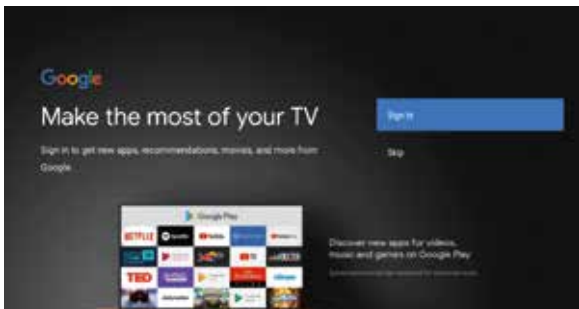 Google
Make the most of your TV
Sign in
Sign in to get new apps, recommendations, movies, and more from
Google
Skip
Google Play
NETFLIX
YouTube
TED
Discover new apps for videos,
music and games on Google Play